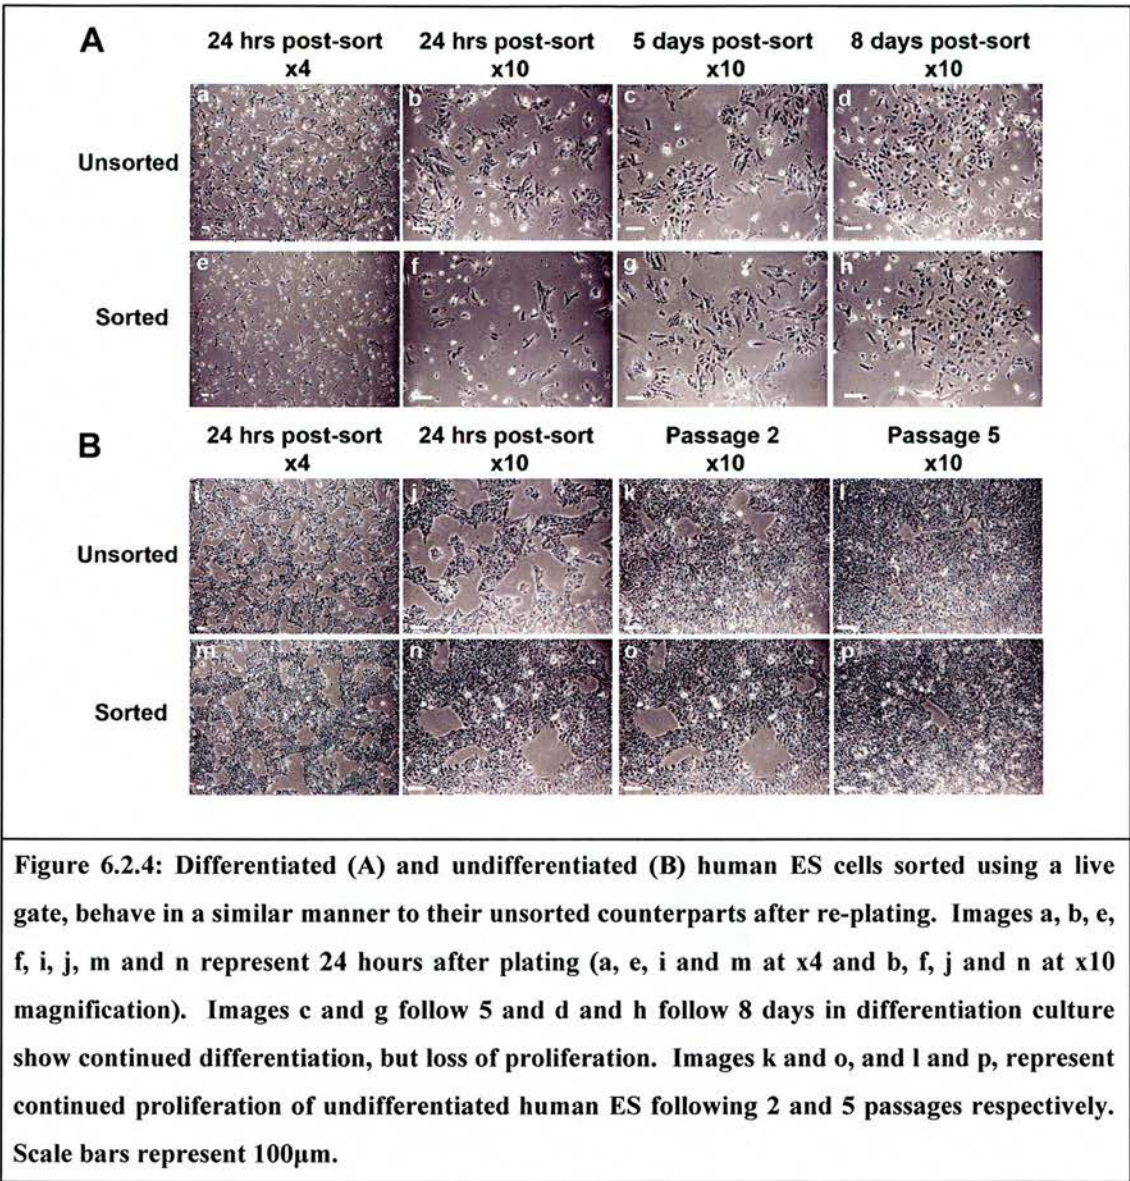 A
24 hrs post-sort 24 hrs post-sort 5 days post-sort 8 days post-sort
x4 x10 x10 x10
a b c d
Unsorted
e f g h
Sorted
B
24 hrs post-sort 24 hrs post-sort Passage 2 Passage 5
x4 x10 x10 x10
i j k l
Unsorted
m n o p
Sorted
Figure 6.2.4: Differentiated (A) and undifferentiated (B) human ES cells sorted using a live
gate, behave in a similar manner to their unsorted counterparts after re-plating. Images a, b, e,
f, i, j, m and n represent 24 hours after plating (a, e, i and m at x4 and b, f, j and n at x10
magnification). Images c and g follow 5 and d and h follow 8 days in differentiation culture
show continued differentiation, but loss of proliferation. Images k and o, and l and p, represent
continued proliferation of undifferentiated human ES following 2 and 5 passages respectively.
Scale bars represent 100µm.